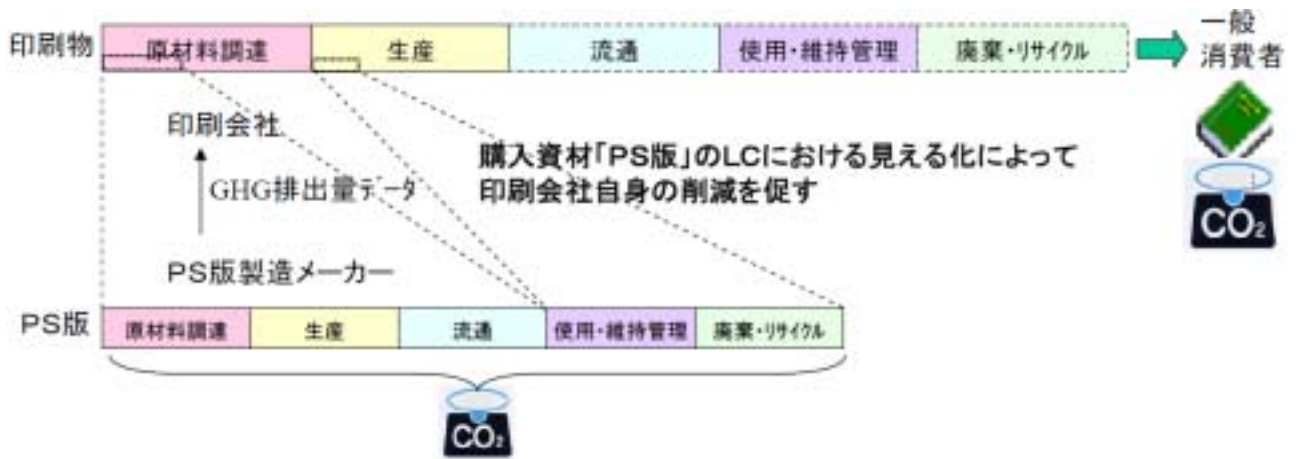 印刷物
原材料調達
生産
流通
使用・維持管理
廃棄・リサイクル
一般
消費者
印刷会社
GHG排出量データ
PS版製造メーカー
購入資材「PS版」のLCにおける見える化によって
印刷会社自身の削減を促す
CO₂
PS版
原材料調達
生産
流通
使用・維持管理
廃棄・リサイクル
CO₂